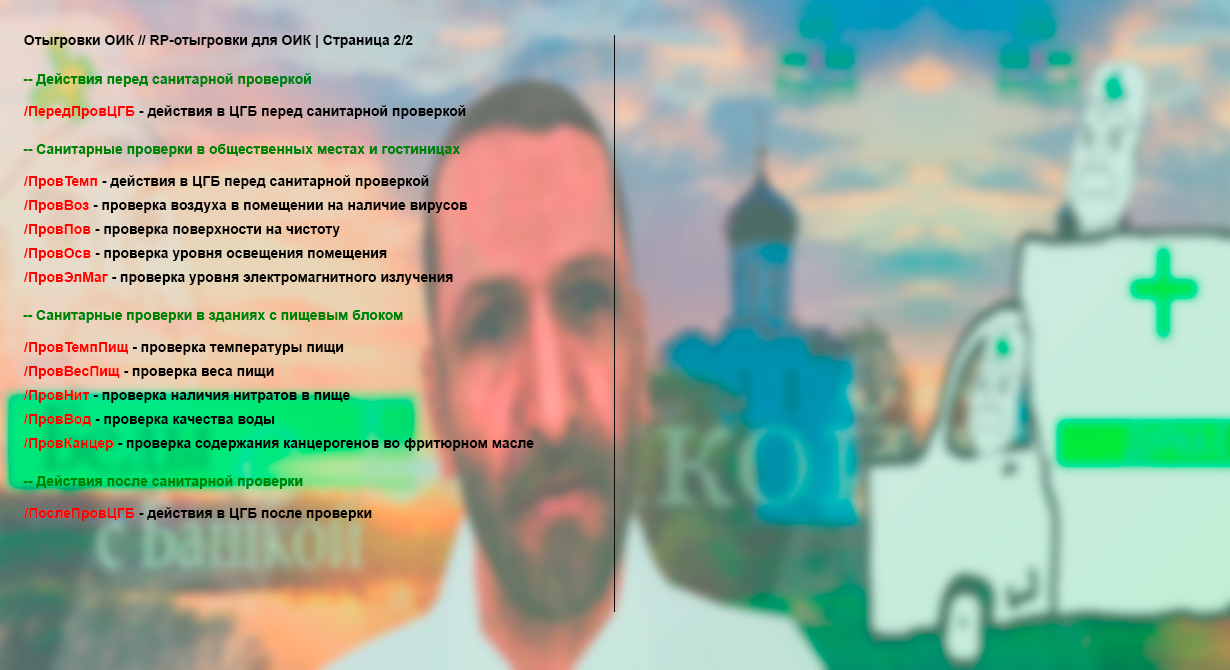 Отыгровки ОИК // RP-отыгровки для ОИК | Страница 2/2
-- Действия перед санитарной проверкой
/ПередПровЦГБ - действия в ЦГБ перед санитарной проверкой
-- Санитарные проверки в общественных местах и гостиницах
/ПровТемп - действия в ЦГБ перед санитарной проверкой
/ПровВоз - проверка воздуха в помещении на наличие вирусов
/ПровПов - проверка поверхности на чистоту
/ПровОсв - проверка уровня освещения помещения
/ПровЭлМаг - проверка уровня электромагнитного излучения
-- Санитарные проверки в зданиях с пищевым блоком
/ПровТемпПищ - проверка температуры пищи
/ПровВесПищ - проверка веса пищи
/ПровНит - проверка наличия нитратов в пище
/ПровВод - проверка качества воды
/ПровКанцер - проверка содержания канцерогенов во фритюрном масле
-- Действия после санитарной проверки
/ПослеПровЦГБ - действия в ЦГБ после проверки
с башкой